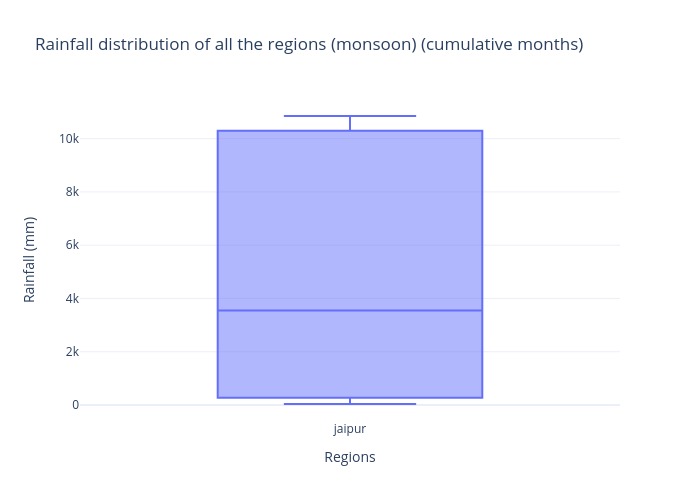 Rainfall distribution of all the regions (monsoon) (cumulative months)
10k
8k
6k
4k
2k
0
Rainfall (mm)
jaipur
Regions